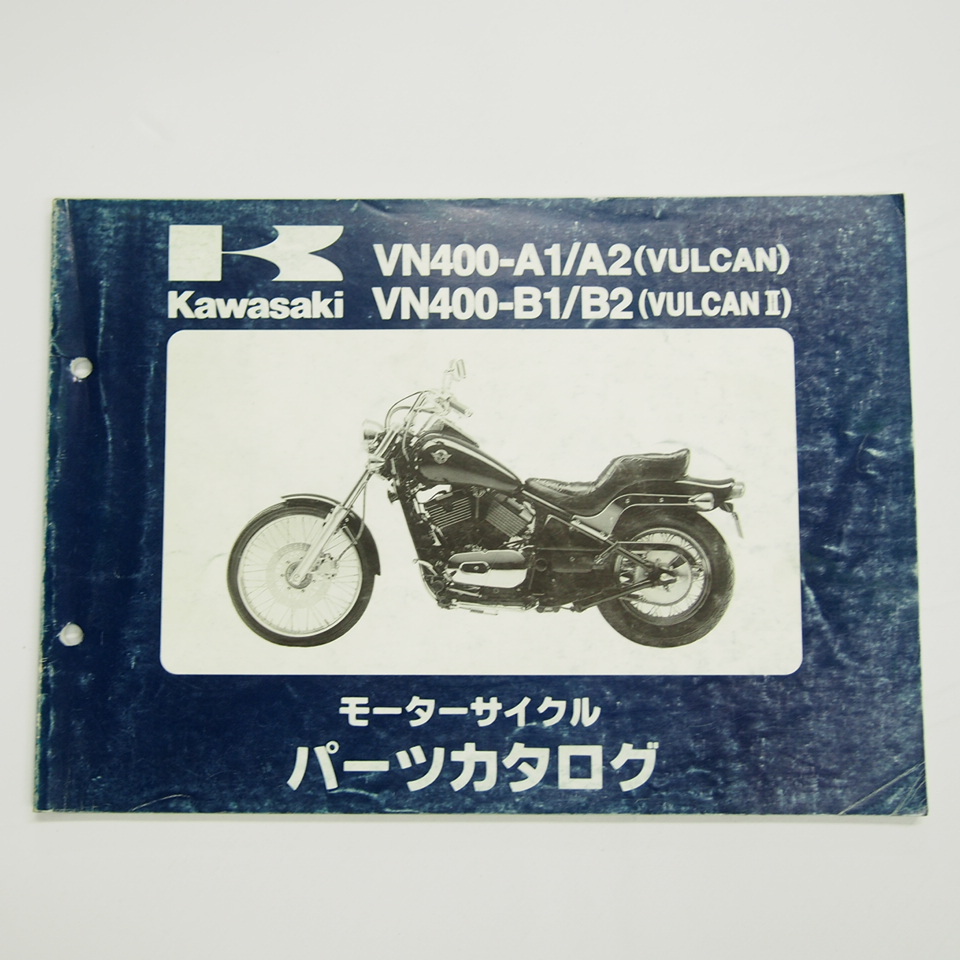 VN400-A1/A2(VULCAN)
Kawasaki VN400-B1/B2(VULCAN Ⅱ)
モーターサイクル
パーツカタログ